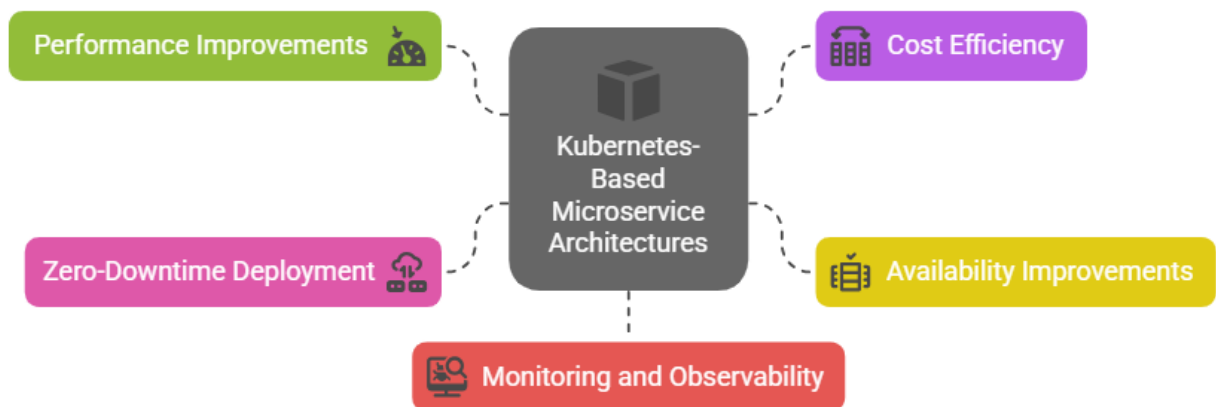 Performance Improvements
Cost Efficiency
Kubernetes-
Based
Microservice
Architectures
Zero-Downtime Deployment
Availability Improvements
Monitoring and Observability